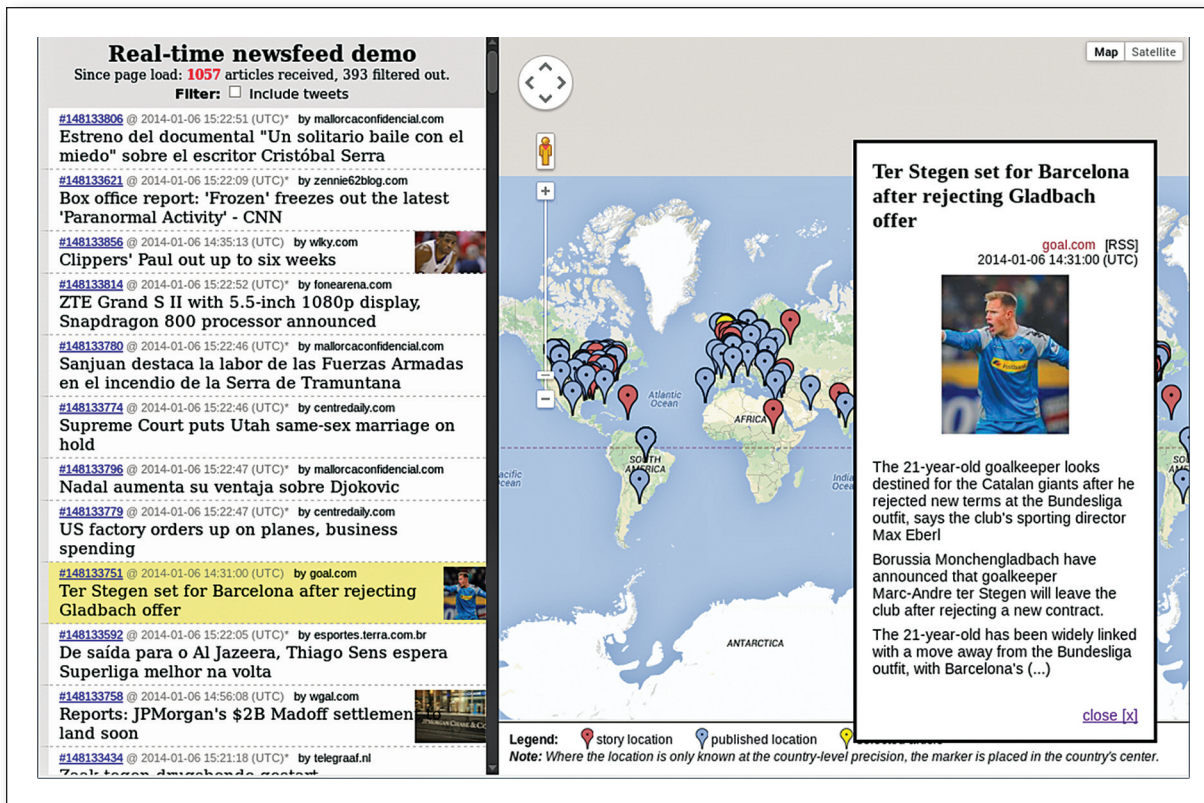 Real-time newsfeed demo
Since page load: 1057 articles received, 393 filtered out.
Filter: Include tweets
#148133806 @ 2014-01-06 15:22:51 (UTC)* by mallorcaconfidencial.com
Estreno del documental "Un solitario baile con el
miedo" sobre el escritor Cristóbal Serra
#148133621 @ 2014-01-06 15:22:09 (UTC)* by zennie62blog.com
Box office report: 'Frozen' freezes out the latest
'Paranormal Activity' - CNN
#148133856 @ 2014-01-06 14:35:13 (UTC) by wlky.com
Clippers' Paul out up to six weeks
#148133814 @ 2014-01-06 15:22:52 (UTC)* by fonearena.com
ZTE Grand S II with 5.5-inch 1080p display,
Snapdragon 800 processor announced
#148133780 @ 2014-01-06 15:22:46 (UTC)* by mallorcaconfidencial.com
Sanjuan destaca la labor de las Fuerzas Armadas
en el incendio de la Serra de Tramuntana
#148133774 @ 2014-01-06 15:22:46 (UTC)* by centredaily.com
Supreme Court puts Utah same-sex marriage on
hold
#148133796 @ 2014-01-06 15:22:47 (UTC)* by mallorcaconfidencial.com
Nadal aumenta su ventaja sobre Djokovic
#148133779 @ 2014-01-06 15:22:47 (UTC)* by centredaily.com
US factory orders up on planes, business
spending
#148133751 @ 2014-01-06 14:31:00 (UTC) by goal.com
Ter Stegen set for Barcelona after rejecting
Gladbach offer
#148133592 @ 2014-01-06 15:22:05 (UTC)* by esportes.terra.com.br
De saída para o Al Jazeera, Thiago Sens espera
Superliga melhor na volta
#148133758 @ 2014-01-06 14:56:08 (UTC) by wgal.com
Reports: JPMorgan's $2B Madoff settlemen
land soon
JPMORGAN CHASE & CO
#148133434 @ 2014-01-06 15:21:18 (UTC)* by telegraaf.nl
Zaak tegen drugsbende gestart
Map Satellite
Atlantic
Ocean
AFRICA
SOUTH
AMERICA
acific
cean
India
Ocea
SOU
AMER
ANTARCTICA
Ter Stegen set for Barcelona
after rejecting Gladbach
offer
goal.com [RSS]
2014-01-06 14:31:00 (UTC)
Postbank
The 21-year-old goalkeeper looks
destined for the Catalan giants after he
rejected new terms at the Bundesliga
outfit, says the club's sporting director
Max Eberl
Borussia Monchengladbach have
announced that goalkeeper
Marc-Andre ter Stegen will leave the
club after rejecting a new contract.
The 21-year-old has been widely linked
with a move away from the Bundesliga
outfit, with Barcelona's (...)
close [x]
Legend: story location published location
Note: Where the location is only known at the country-level precision, the marker is placed in the country's center.